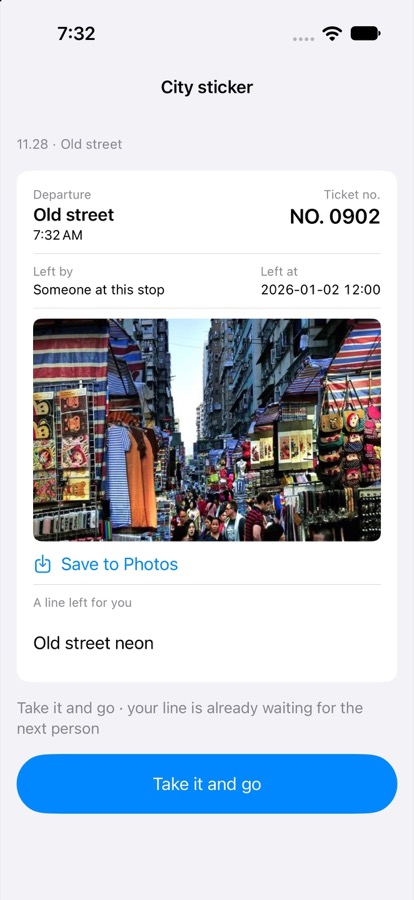 7:32
City sticker
11.28 · Old street
Departure
Ticket no.
Old street
NO. 0902
7:32 AM
Left by
Left at
Someone at this stop
2026-01-02 12:00
Save to Photos
A line left for you
Old street neon
Take it and go · your line is already waiting for the
next person
Take it and go